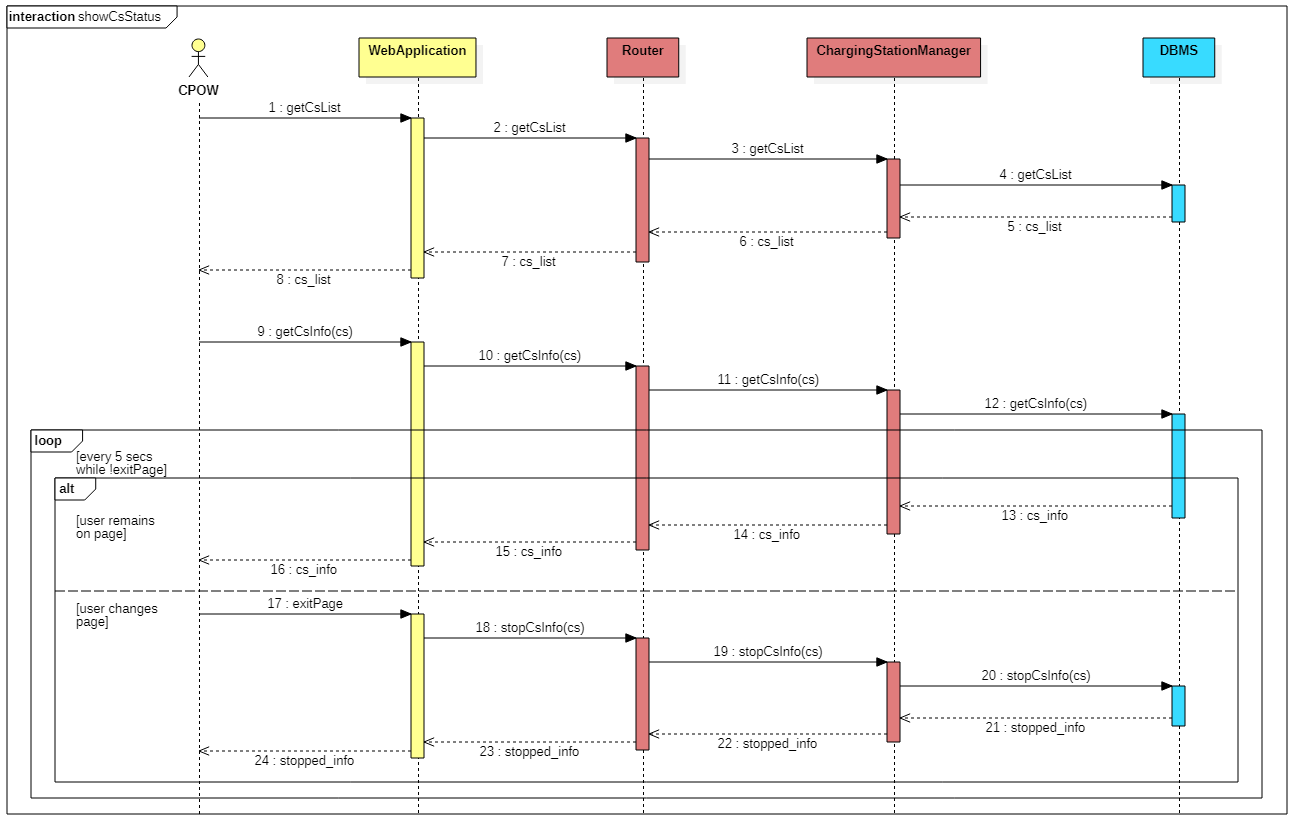 interaction showCsStatus
CPOW
WebApplication
Router
ChargingStationManager
DBMS
1 : getCsList
2 : getCsList
3 : getCsList
4 : getCsList
5 : cs_list
6 : cs_list
7 : cs_list
8 : cs_list
9 : getCsInfo(cs)
10 : getCsInfo(cs)
11 : getCsInfo(cs)
12 : getCsInfo(cs)
loop
[every 5 secs
while !exitPage]
alt
[user remains
on page]
13 : cs_info
14 : cs_info
15 : cs_info
16 : cs_info
[user changes
page]
17 : exitPage
18 : stopCsInfo(cs)
19 : stopCsInfo(cs)
20 : stopCsInfo(cs)
21 : stopped_info
22 : stopped_info
23 : stopped_info
24 : stopped_info